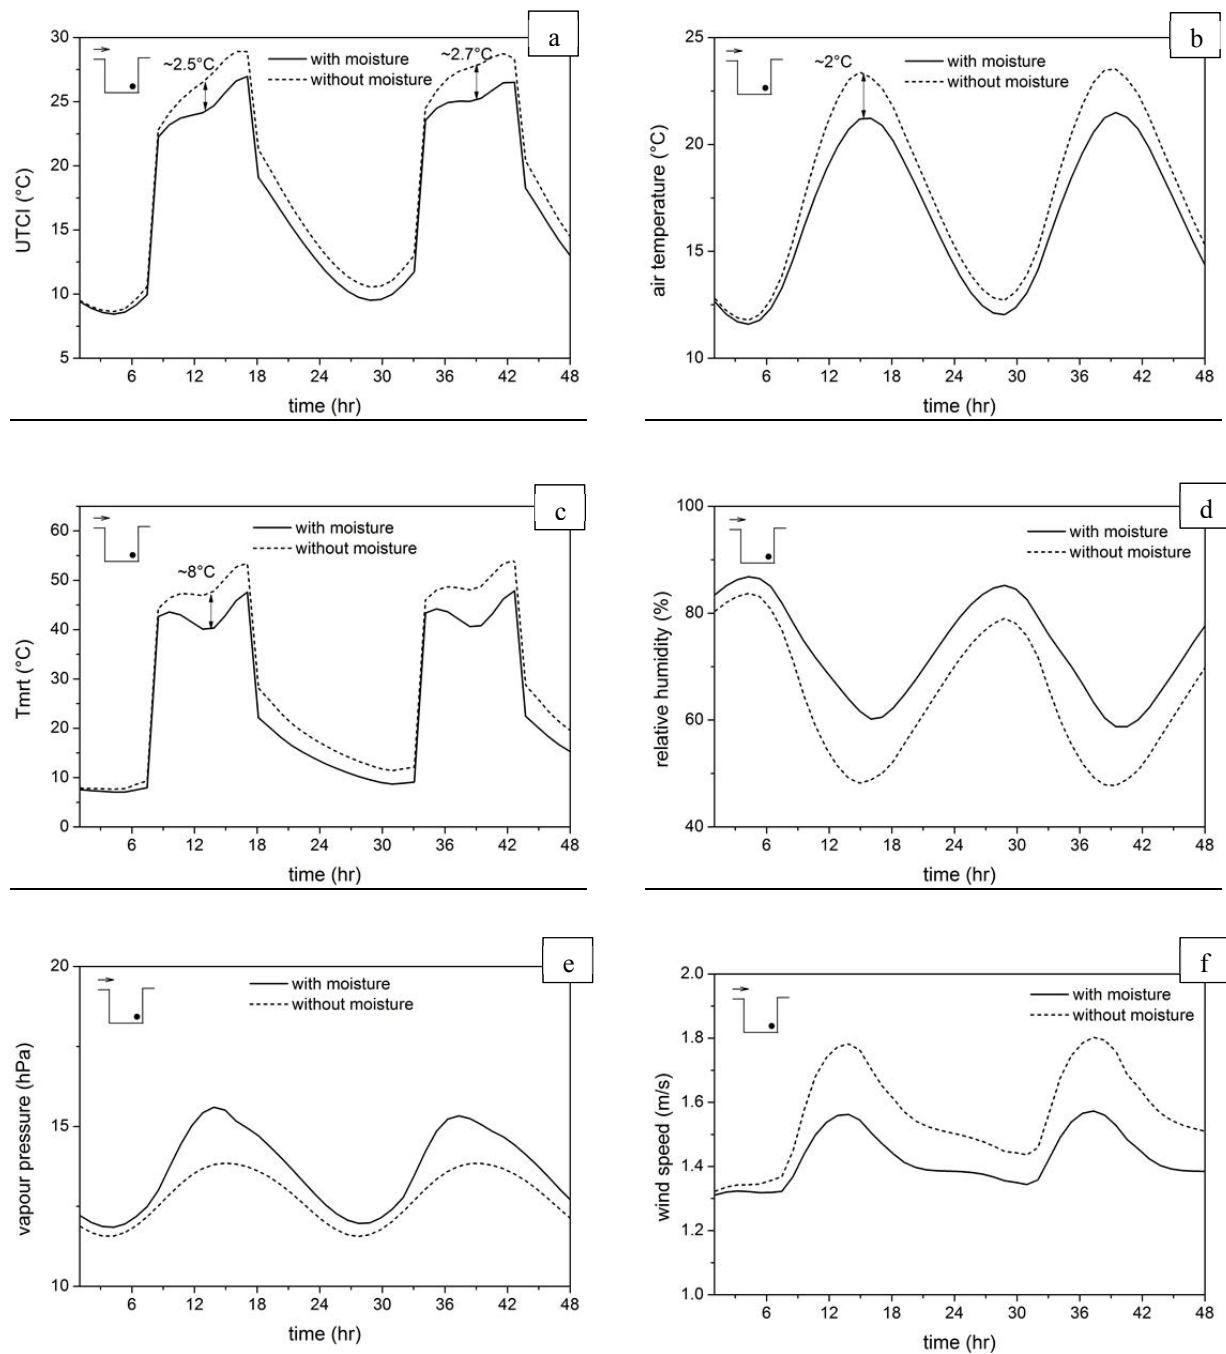 a
UTCI (°C)
30
25
20
15
10
5
~2.5°C
~2.7°C
with moisture
without moisture
6 12 18 24 30 36 42 48
time (hr)
b
air temperature (°C)
25
20
15
10
~2°C
with moisture
without moisture
6 12 18 24 30 36 42 48
time (hr)
c
Tmrt (°C)
60
50
40
30
20
10
0
~8°C
with moisture
without moisture
6 12 18 24 30 36 42 48
time (hr)
d
relative humidity (%)
100
80
60
40
with moisture
without moisture
6 12 18 24 30 36 42 48
time (hr)
e
vapour pressure (hPa)
20
15
10
with moisture
without moisture
6 12 18 24 30 36 42 48
time (hr)
f
wind speed (m/s)
2.0
1.8
1.6
1.4
1.2
1.0
with moisture
without moisture
6 12 18 24 30 36 42 48
time (hr)